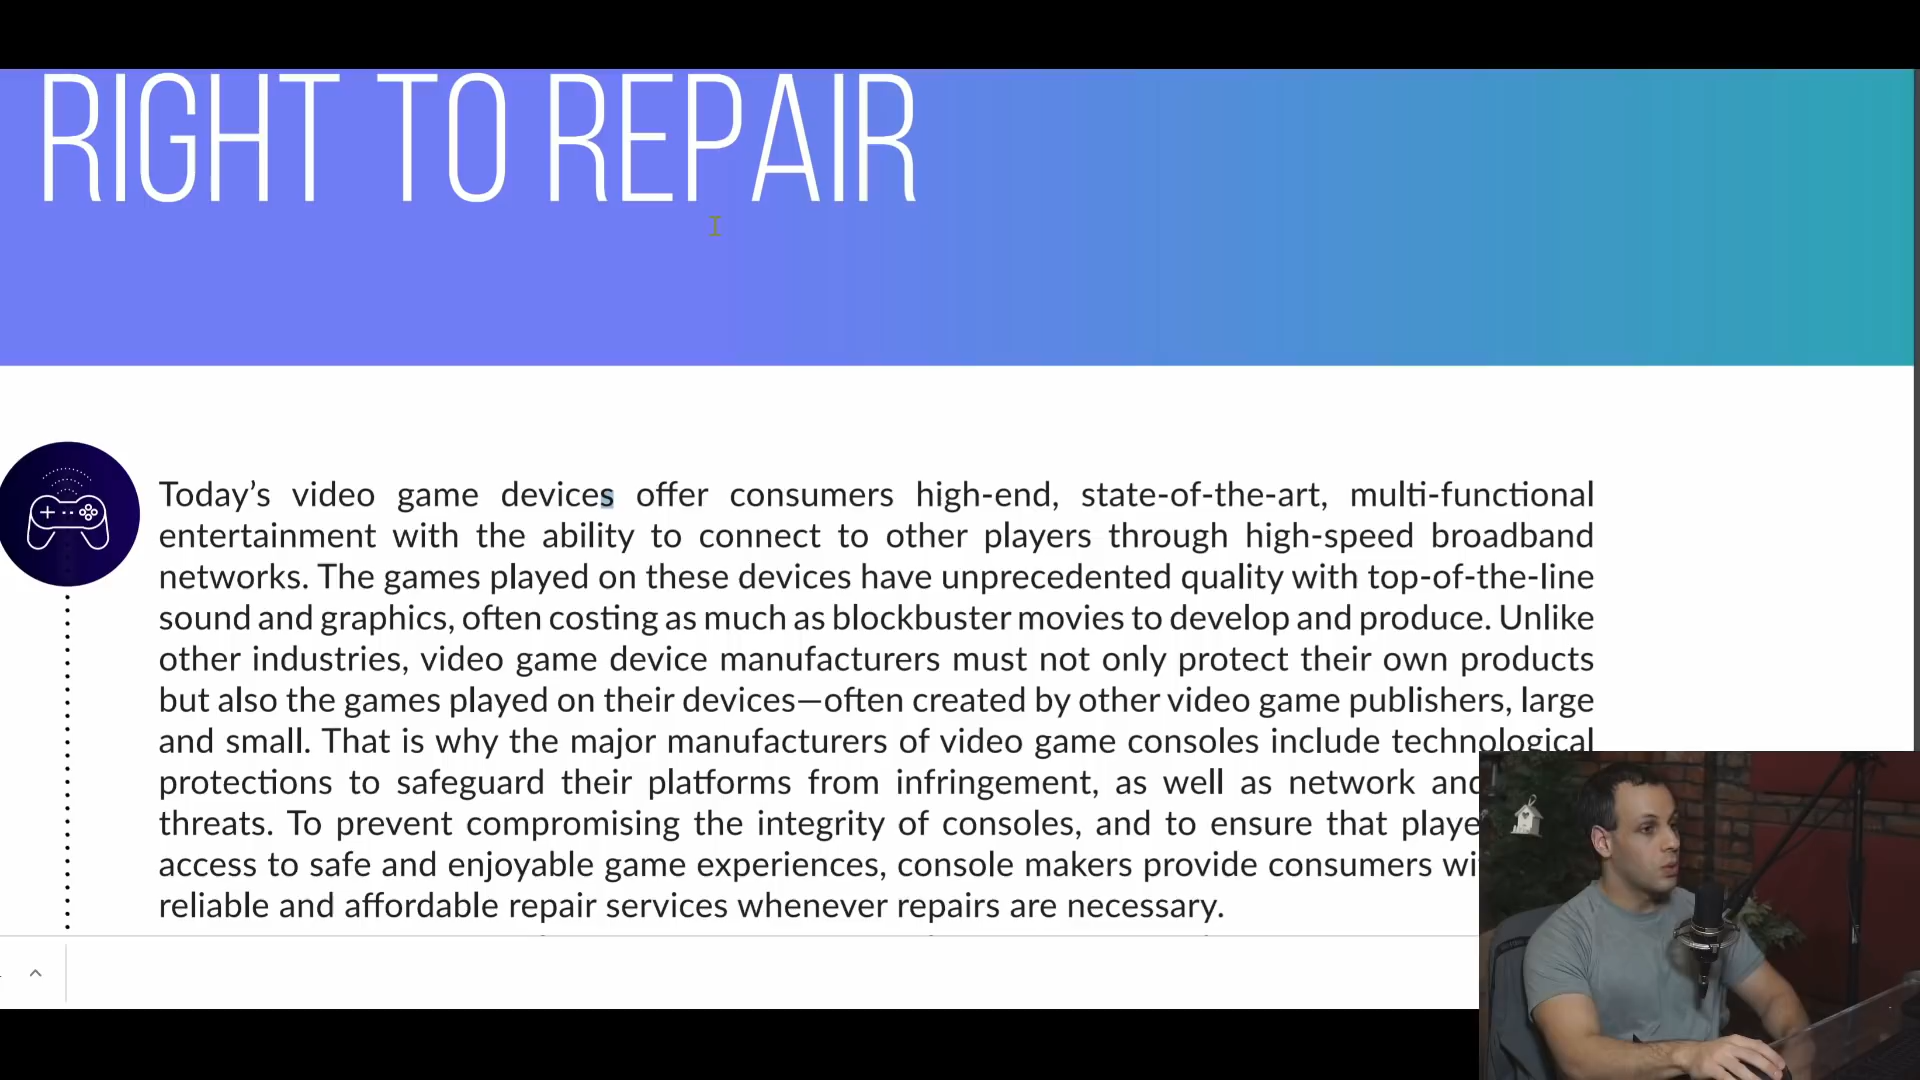 RIGHT TO REPAIR
Today’s video game devices offer consumers high-end, state-of-the-art, multi-functional
entertainment with the ability to connect to other players through high-speed broadband
networks. The games played on these devices have unprecedented quality with top-of-the-line
sound and graphics, often costing as much as blockbuster movies to develop and produce. Unlike
other industries, video game device manufacturers must not only protect their own products
but also the games played on their devices—often created by other video game publishers, large
and small. That is why the major manufacturers of video game consoles include technological
protections to safeguard their platforms from infringement, as well as network and
threats. To prevent compromising the integrity of consoles, and to ensure that
access to safe and enjoyable game experiences, console makers provide consumers
reliable and affordable repair services whenever repairs are necessary.